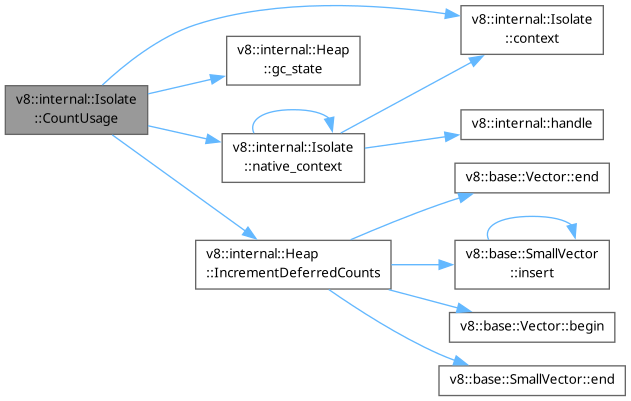 v8::internal::Isolate
::CountUsage
v8::internal::Isolate
::context
v8::internal::Heap
::gc_state
v8::internal::Isolate
::native_context
v8::internal::handle
v8::internal::Heap
::IncrementDeferredCounts
v8::base::Vector::end
v8::base::SmallVector
::insert
v8::base::Vector::begin
v8::base::SmallVector::end